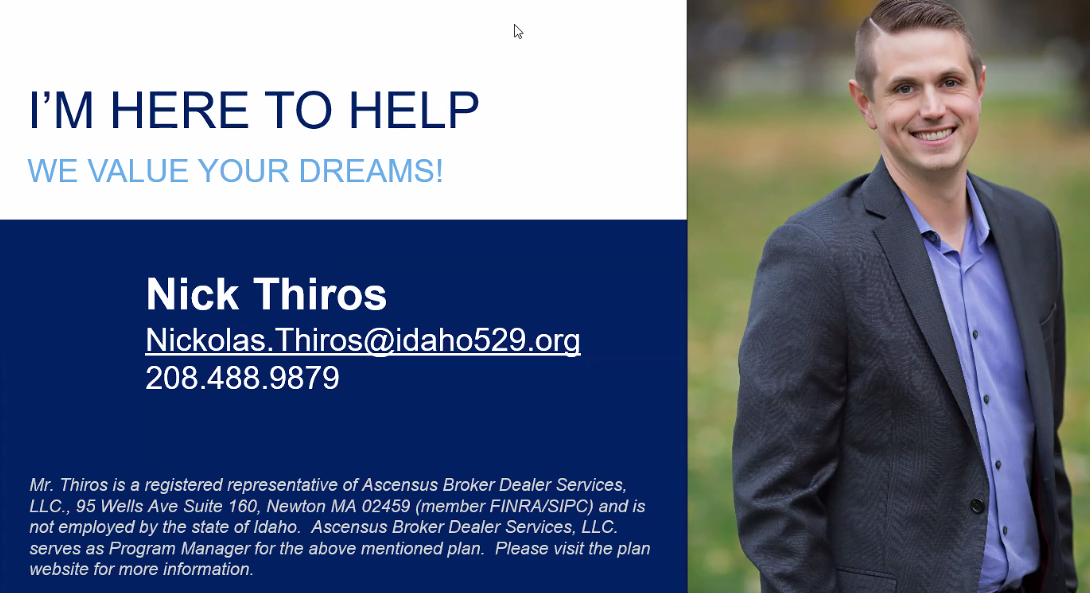 I'M HERE TO HELP
WE VALUE YOUR DREAMS!
Nick Thiros
Nickolas.Thiros@idaho529.org
208.488.9879
Mr. Thiros is a registered representative of Ascensus Broker Dealer Services,
LLC., 95 Wells Ave Suite 160, Newton MA 02459 (member FINRA/SIPC) and is
not employed by the state of Idaho.  Ascensus Broker Dealer Services, LLC.
serves as Program Manager for the above mentioned plan.  Please visit the plan
website for more information.